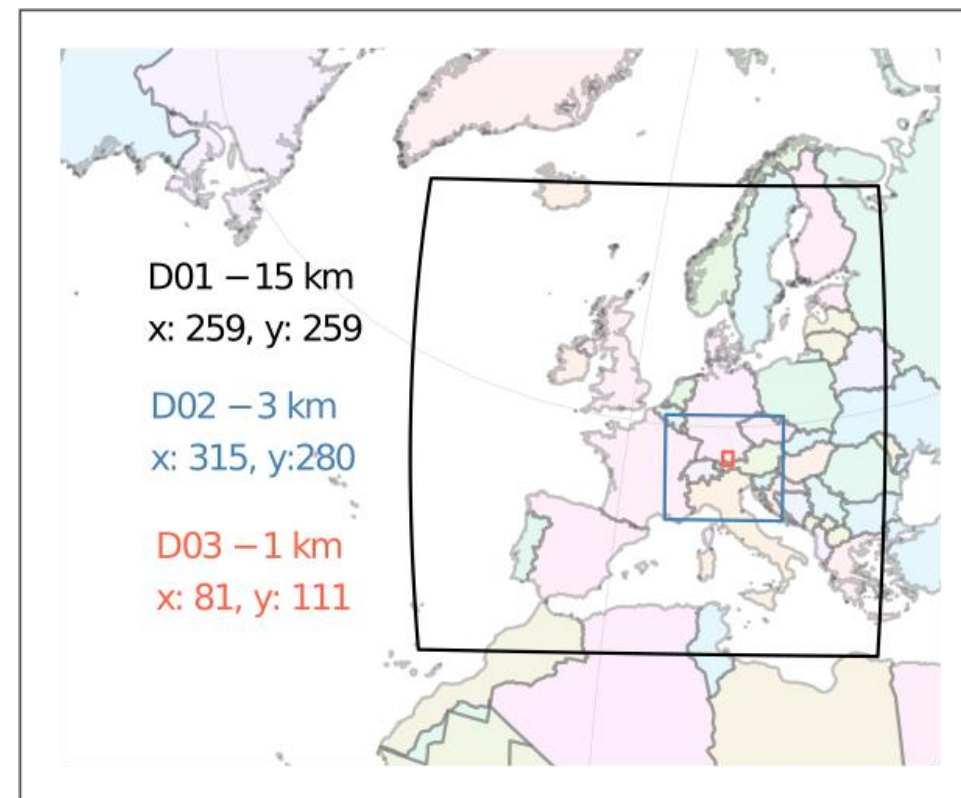 D01 − 15 km
x: 259, y: 259
D02 − 3 km
x: 315, y:280
D03 − 1 km
x: 81, y: 111